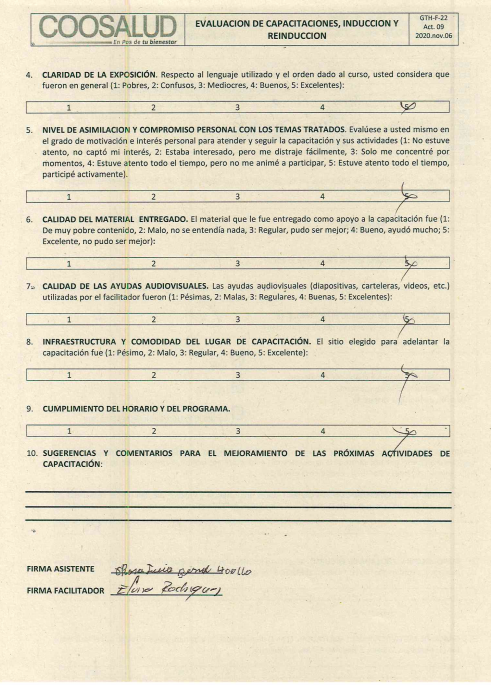 COOSALUD
En Pos de tu bienestar
EVALUACION DE CAPACITACIONES, INDUCCION Y
REINDUCCION
GTH-F-22
Act. 09
2020.nov.06
4. CLARIDAD DE LA EXPOSICIÓN. Respecto al lenguaje utilizado y el orden dado al curso, usted considera que
fueron en general (1: Pobres, 2: Confusos, 3: Mediocres, 4: Buenos, 5: Excelentes):
1 2 3 4 5
5. NIVEL DE ASIMILACION Y COMPROMISO PERSONAL CON LOS TEMAS TRATADOS. Evalúese a usted mismo en
el grado de motivación e interés personal para atender y seguir la capacitación y sus actividades (1: No estuve
atento, no captó mi interés, 2: Estaba interesado, pero me distraje fácilmente, 3: Solo me concentré por
momentos, 4: Estuve atento todo el tiempo, pero no me animé a participar, 5: Estuve atento todo el tiempo,
participé activamente).
1 2 3 4 5
6. CALIDAD DEL MATERIAL ENTREGADO. El material que le fue entregado como apoyo a la capacitación fue (1:
De muy pobre contenido, 2: Malo, no se entendía nada, 3: Regular, pudo ser mejor; 4: Bueno, ayudó mucho; 5:
Excelente, no pudo ser mejor):
1 2 3 4 5
7. CALIDAD DE LAS AYUDAS AUDIOVISUALES. Las ayudas audiovisuales (diapositivas, carteleras, videos, etc.)
utilizadas por el facilitador fueron (1: Pésimas, 2: Malas, 3: Regulares, 4: Buenas, 5: Excelentes):
1 2 3 4 5
8. INFRAESTRUCTURA Y COMODIDAD DEL LUGAR DE CAPACITACIÓN. El sitio elegido para adelantar la
capacitación fue (1: Pésimo, 2: Malo, 3: Regular, 4: Bueno, 5: Excelente):
1 2 3 4 5
9. CUMPLIMIENTO DEL HORARIO Y DEL PROGRAMA.
1 2 3 4 5
10. SUGERENCIAS Y COMENTARIOS PARA EL MEJORAMIENTO DE LAS PRÓXIMAS ACTIVIDADES DE
CAPACITACIÓN:
FIRMA ASISTENTE
FIRMA FACILITADOR Rodriguez